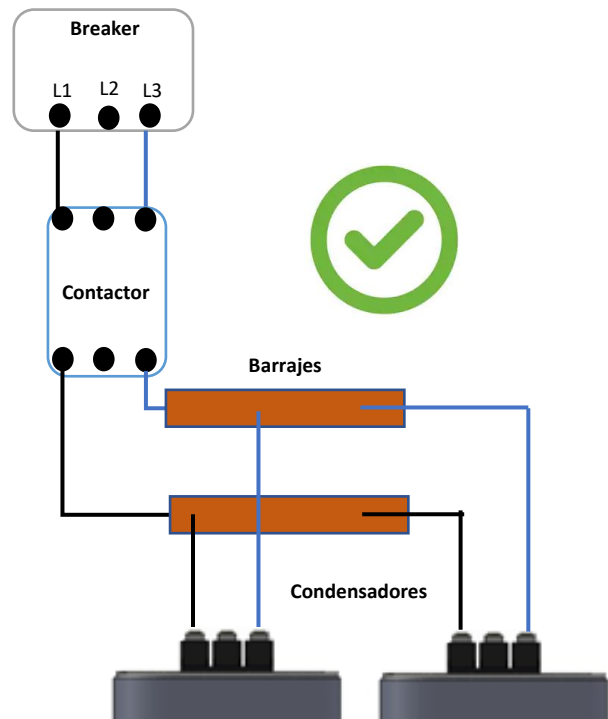 Breaker
L1 L2 L3
Contactor
Barrajes
Condensadores